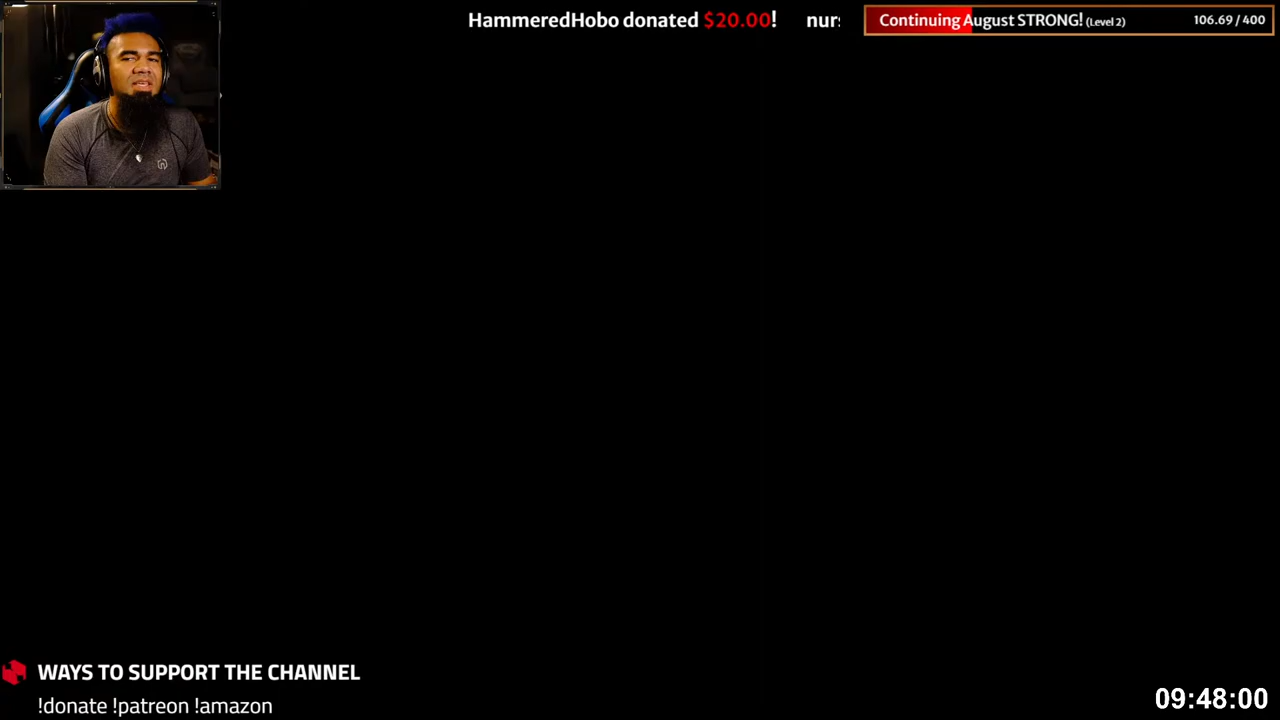 HammeredHobo donated $20.00!
Continuing August STRONG! (Level 2) 106.69 / 400
WAYS TO SUPPORT THE CHANNEL
!donate !patreon !amazon
09:48:00